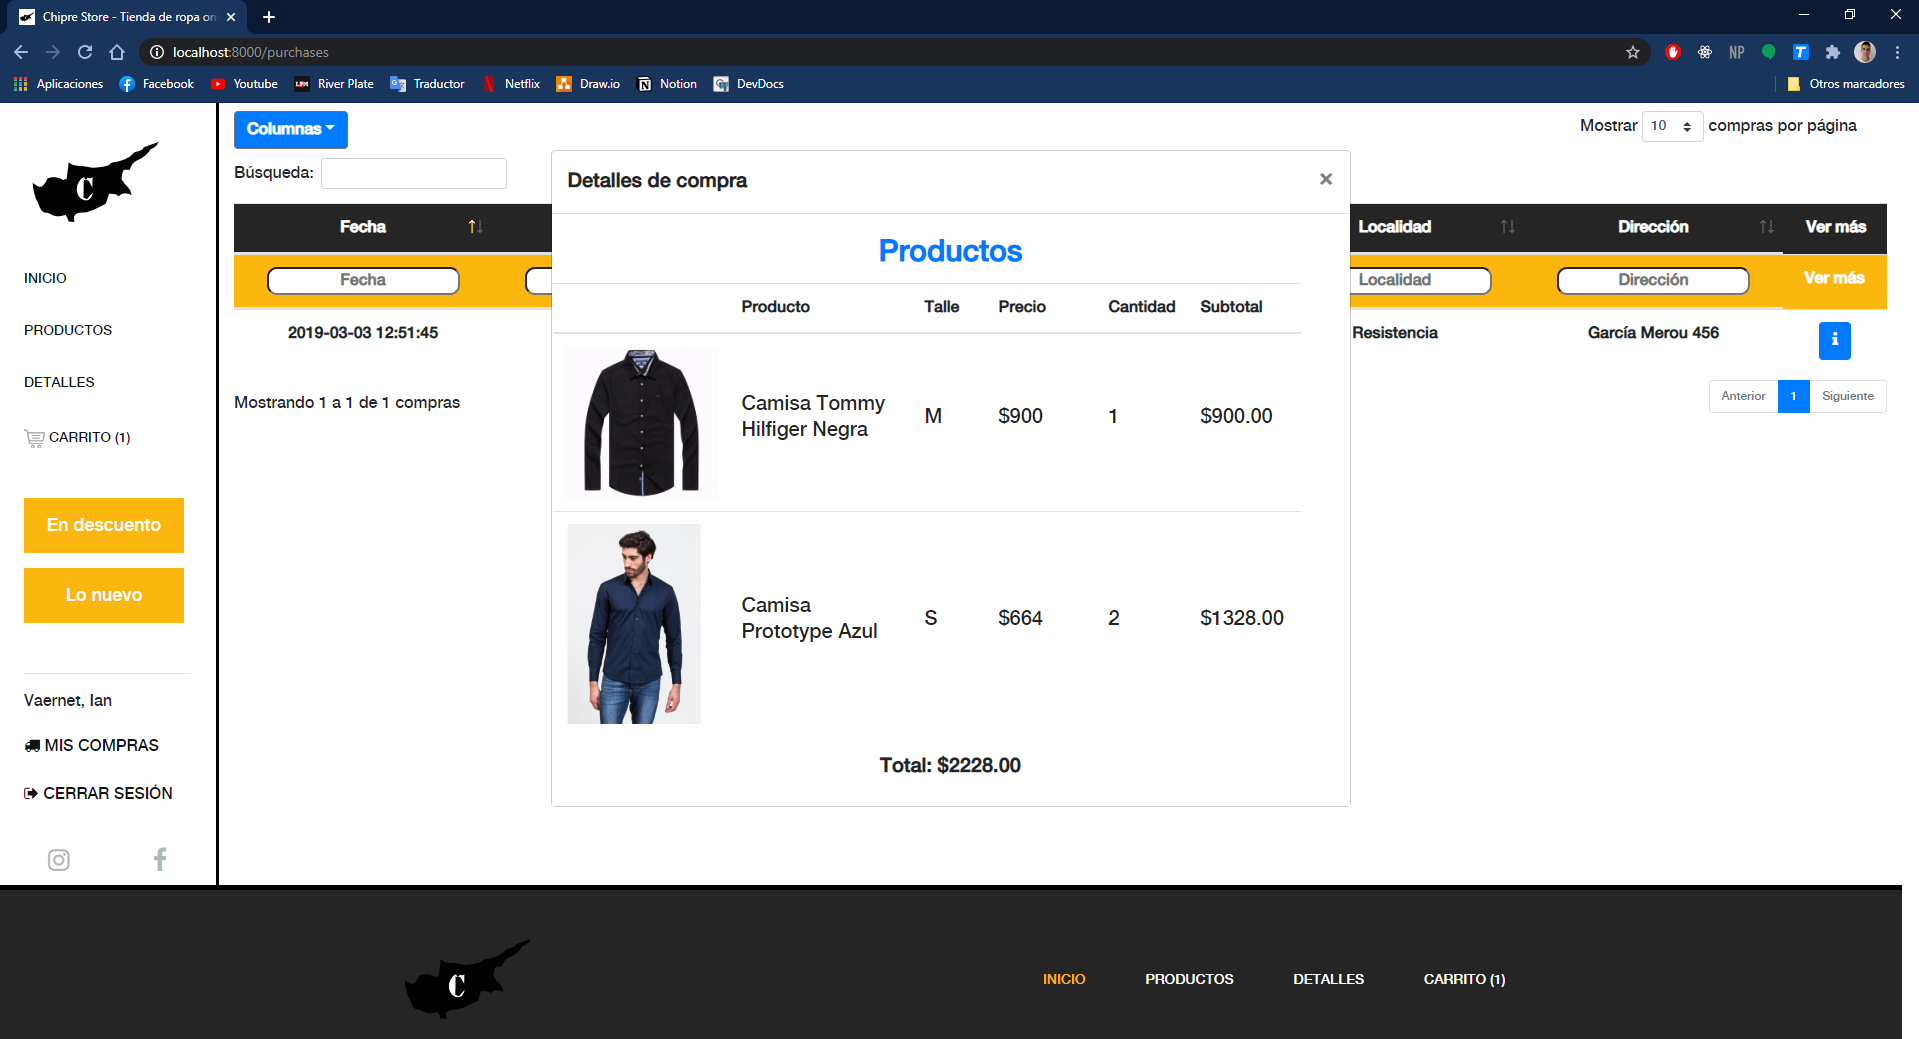 Chipre Store - Tienda de ropa on
localhost:8000/purchases
NP
T
Aplicaciones
Facebook
Youtube
River Plate
Traductor
Netflix
Draw.io
Notion
DevDocs
Otros marcadores
C
INICIO
PRODUCTOS
DETALLES
CARRITO (1)
En descuento
Lo nuevo
Vaernet, Ian
MIS COMPRAS
CERRAR SESIÓN
Columnas
Mostrar 10 compras por página
Búsqueda:
Fecha
Localidad
Dirección
Ver más
Fecha
Localidad
Dirección
Ver más
2019-03-03 12:51:45
Resistencia
García Merou 456
Mostrando 1 a 1 de 1 compras
Anterior 1 Siguiente
Detalles de compra
×
Productos
Producto Talle Precio Cantidad Subtotal
Camisa Tommy
Hilfiger Negra
M $900 1 $900.00
Camisa
Prototype Azul
S $664 2 $1328.00
Total: $2228.00
C
INICIO PRODUCTOS DETALLES CARRITO (1)